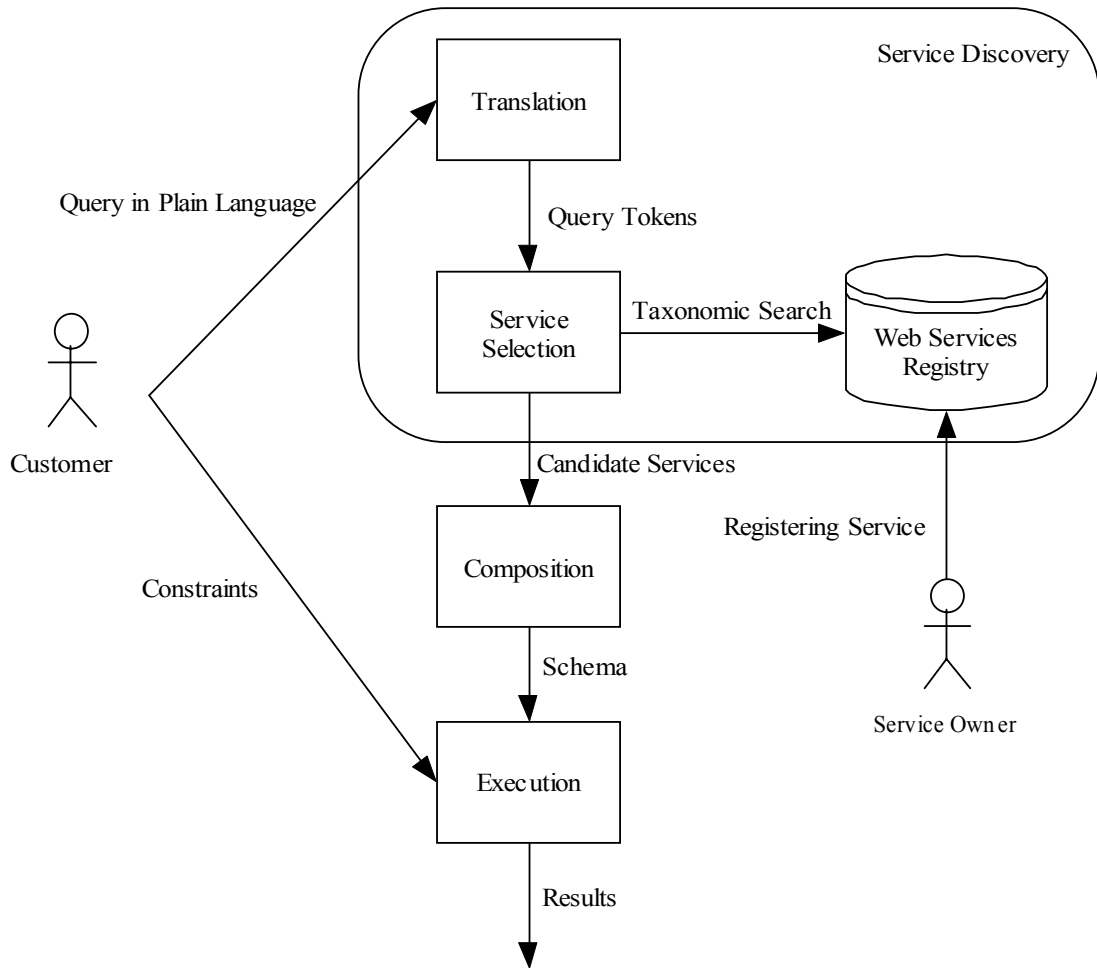 Service Discovery
Translation
Query in Plain Language
Query Tokens
Service
Selection
Taxonomic Search
Web Services
Registry
Customer
Candidate Services
Registering Service
Composition
Constraints
Schema
Service Owner
Execution
Results